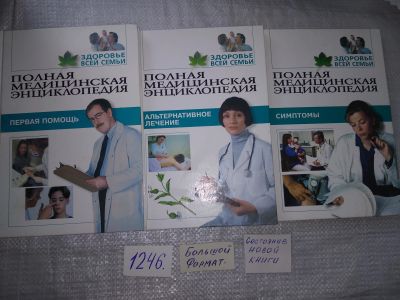 ЗДОРОВЬЕ
ВСЕЙ СЕМЬИ
ПОЛНАЯ
МЕДИЦИНСКАЯ
ЭНЦИКЛОПЕДИЯ
ПЕРВАЯ ПОМОЩЬ
ЗДОРОВЬЕ
ВСЕЙ СЕМЬИ
ПОЛНАЯ
МЕДИЦИНСКАЯ
ЭНЦИКЛОПЕДИЯ
АЛЬТЕРНАТИВНОЕ
ЛЕЧЕНИЕ
ЗДОРОВЬЕ
ВСЕЙ СЕМЬИ
ПОЛНАЯ
МЕДИЦИНСКАЯ
ЭНЦИКЛОПЕДИЯ
СИМПТОМЫ
1246.
БОЛЬШОЙ
ФОРМАТ.
СОСТОЯНИЕ
НОВОЙ
КНИГИ